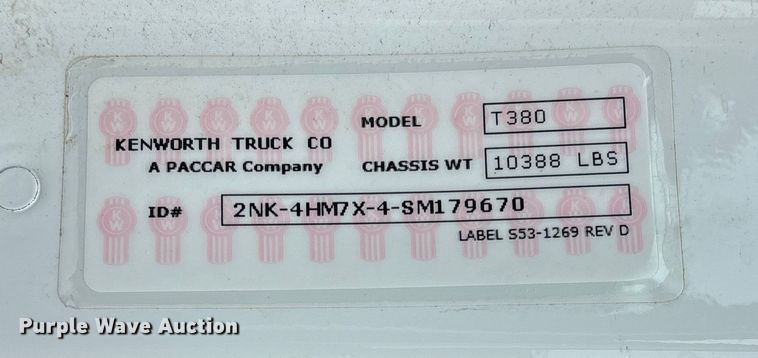 KENWORTH TRUCK CO
A PACCAR Company
MODEL T380
CHASSIS WT 10388 LBS
ID# 2NK-4HM7X-4-SM179670
LABEL S53-1269 REV D
Purple Wave Auction